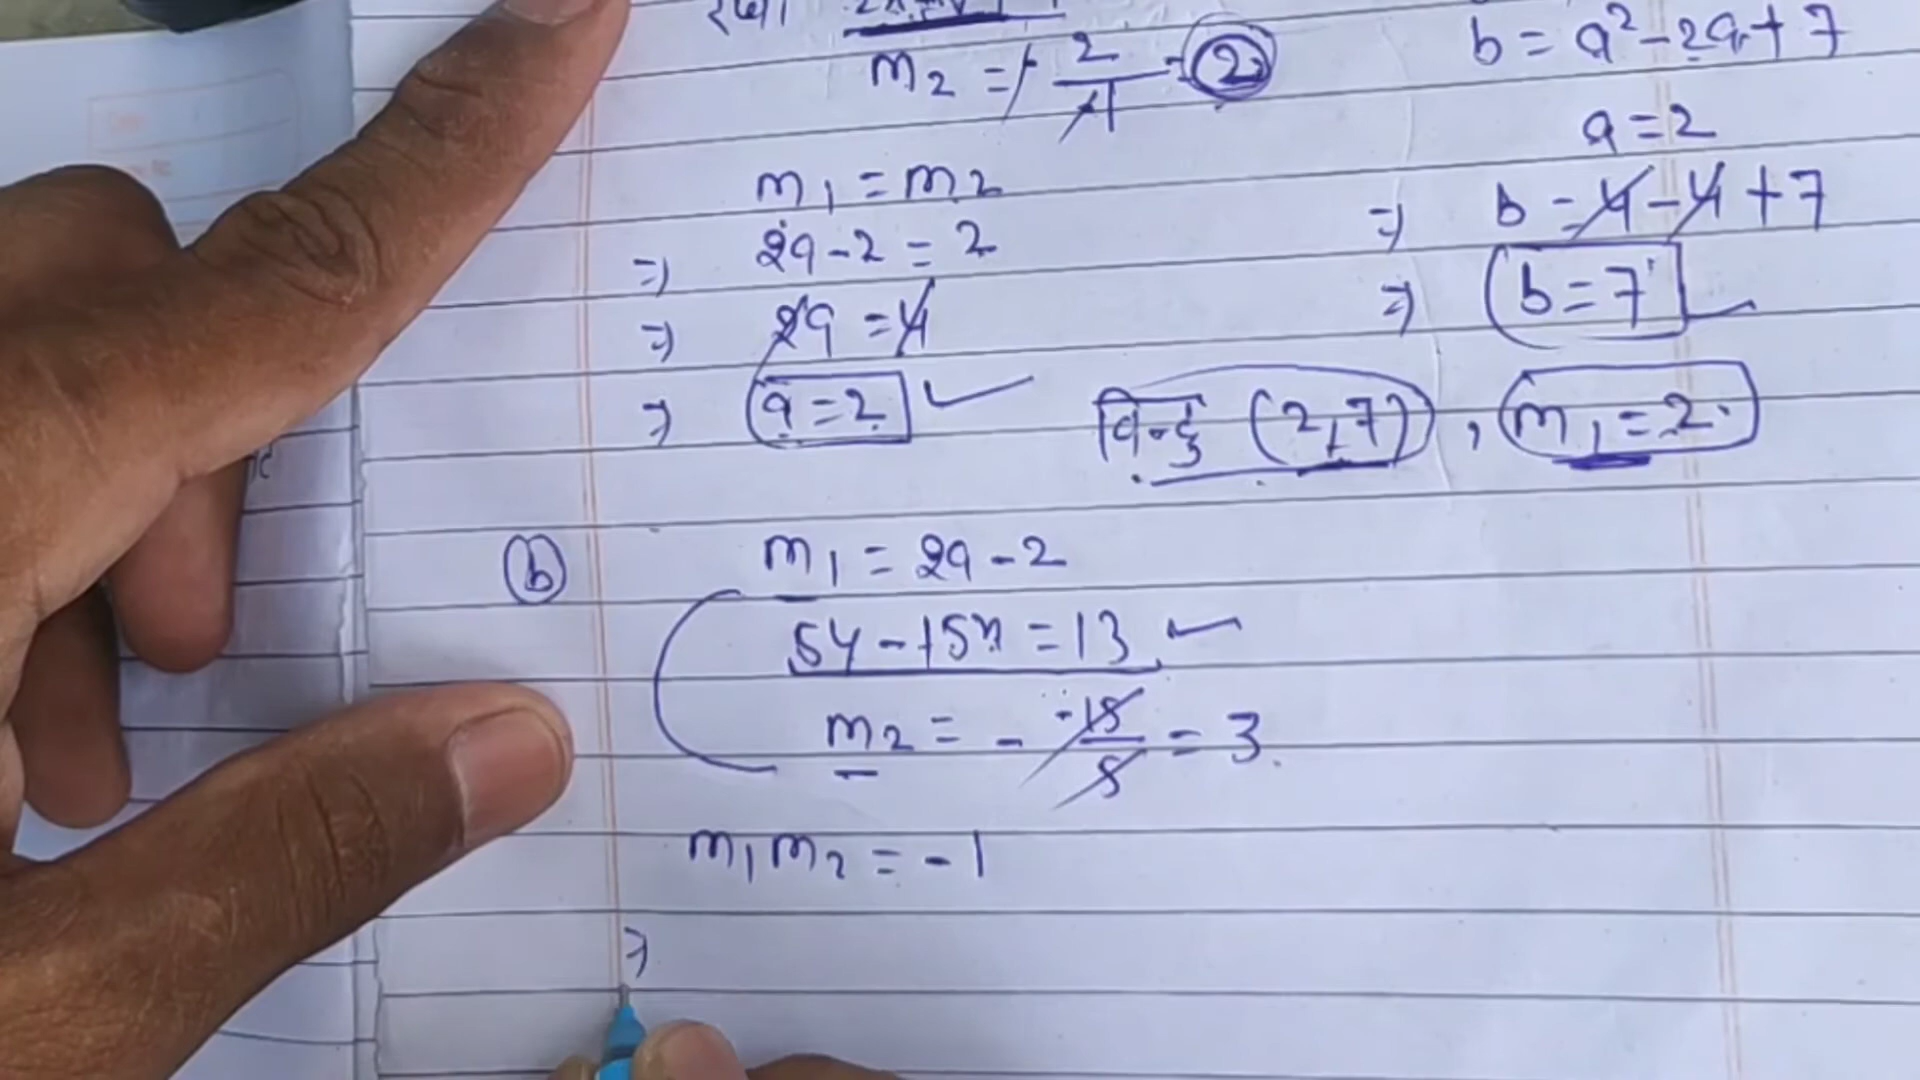 रेखा
m₂ = -2/-1 = 2
b = a² - 2a + 7
a = 2
m₁ = m₂
⇒ b = 4 - 4 + 7
⇒ 2a - 2 = 2
⇒ b = 7
⇒ 2a = 4
⇒ a = 2 ✓
बिन्दु (2,7), m₁ = 2
(b) m₁ = 2a - 2
5y - 15x = 13 ✓
m₂ = - -15/5 = 3.
m₁m₂ = -1
⇒